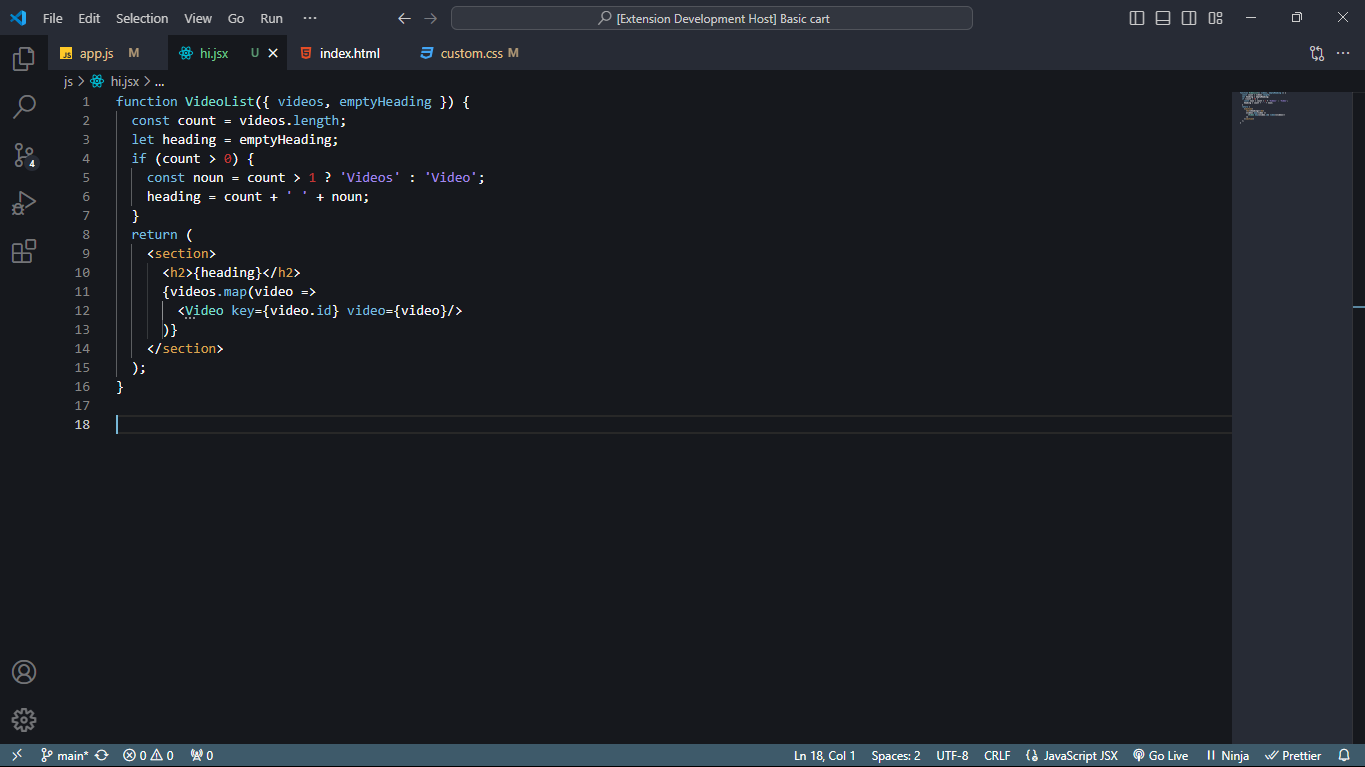 File Edit Selection View Go Run ··· ← → [Extension Development Host] Basic cart
JS app.js M hi.jsx U × index.html custom.css M ···
js > hi.jsx > ...
1 function VideoList({ videos, emptyHeading }) {
2 const count = videos.length;
3 let heading = emptyHeading;
4 if (count > 0) {
5 const noun = count > 1 ? 'Videos' : 'Video';
6 heading = count + ' ' + noun;
7 }
8 return (
9 <section>
10 <h2>{heading}</h2>
11 {videos.map(video =>
12 <Video key={video.id} video={video}/>
13 )}
14 </section>
15 );
16 }
17
18
4
main* 0 0 0 Ln 18, Col 1 Spaces: 2 UTF-8 CRLF {} JavaScript JSX Go Live Ninja Prettier